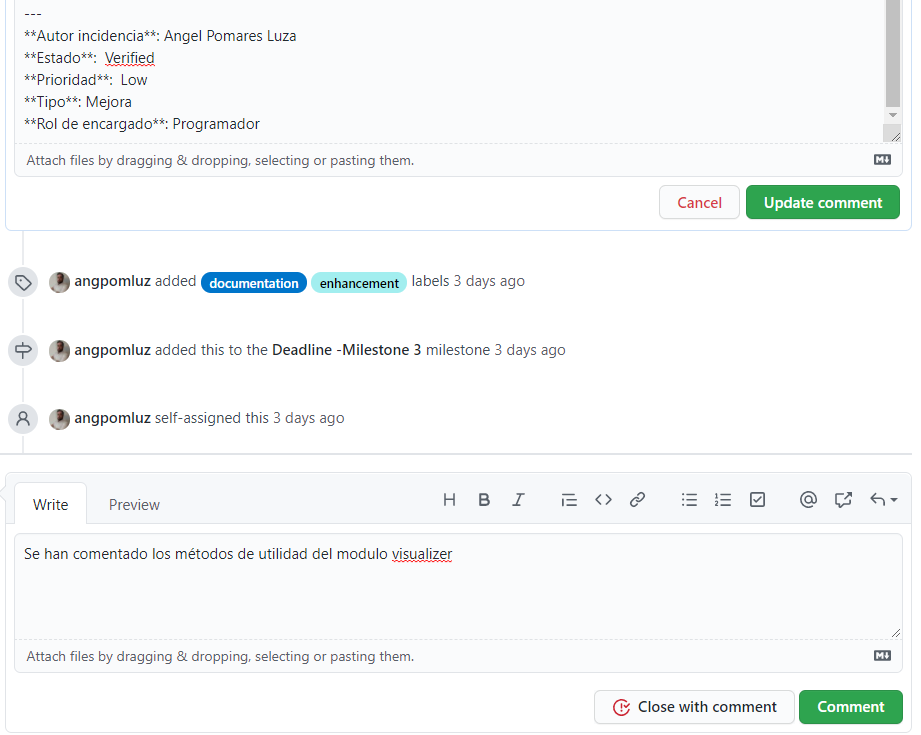 ---
**Autor incidencia**: Angel Pomares Luza
**Estado**:  Verified
**Prioridad**:  Low
**Tipo**: Mejora
**Rol de encargado**: Programador
Attach files by dragging & dropping, selecting or pasting them.
Cancel Update comment
angpomluz added documentation enhancement labels 3 days ago
angpomluz added this to the Deadline -Milestone 3 milestone 3 days ago
angpomluz self-assigned this 3 days ago
Write Preview
Se han comentado los métodos de utilidad del modulo visualizer
Attach files by dragging & dropping, selecting or pasting them.
Close with comment Comment